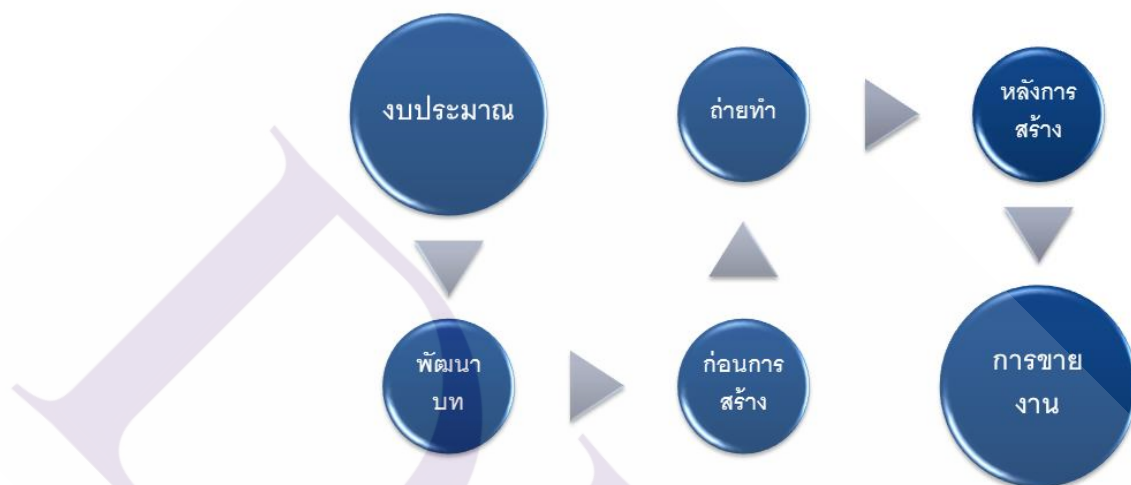 งบประมาณ
พัฒนา
บท
ก่อนการ
สร้าง
ถ่ายทำ
หลังการ
สร้าง
การขาย
งาน